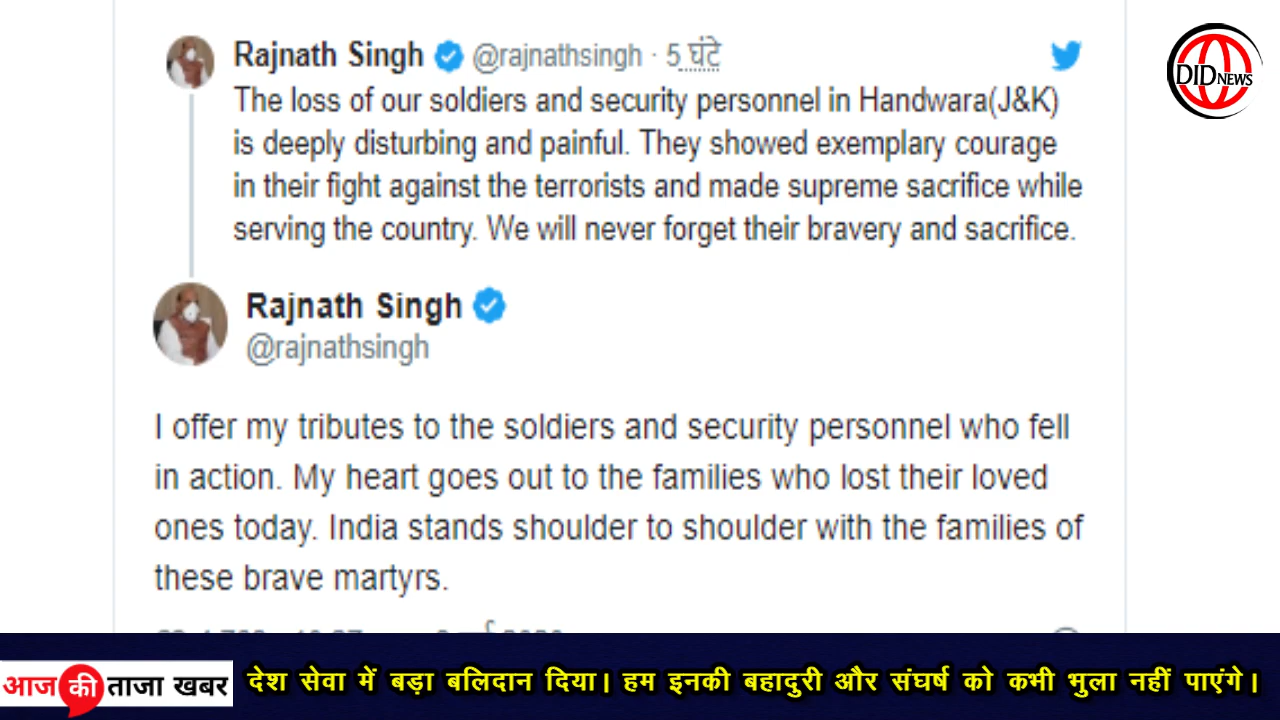 Rajnath Singh @rajnathsingh · 5 घंटे
The loss of our soldiers and security personnel in Handwara(J&K)
is deeply disturbing and painful. They showed exemplary courage
in their fight against the terrorists and made supreme sacrifice while
serving the country. We will never forget their bravery and sacrifice.
Rajnath Singh
@rajnathsingh
I offer my tributes to the soldiers and security personnel who fell
in action. My heart goes out to the families who lost their loved
ones today. India stands shoulder to shoulder with the families of
these brave martyrs.
DID NEWS
आज की ताजा खबर
देश सेवा में बड़ा बलिदान दिया। हम इनकी बहादुरी और संघर्ष को कभी भुला नहीं पाएंगे।